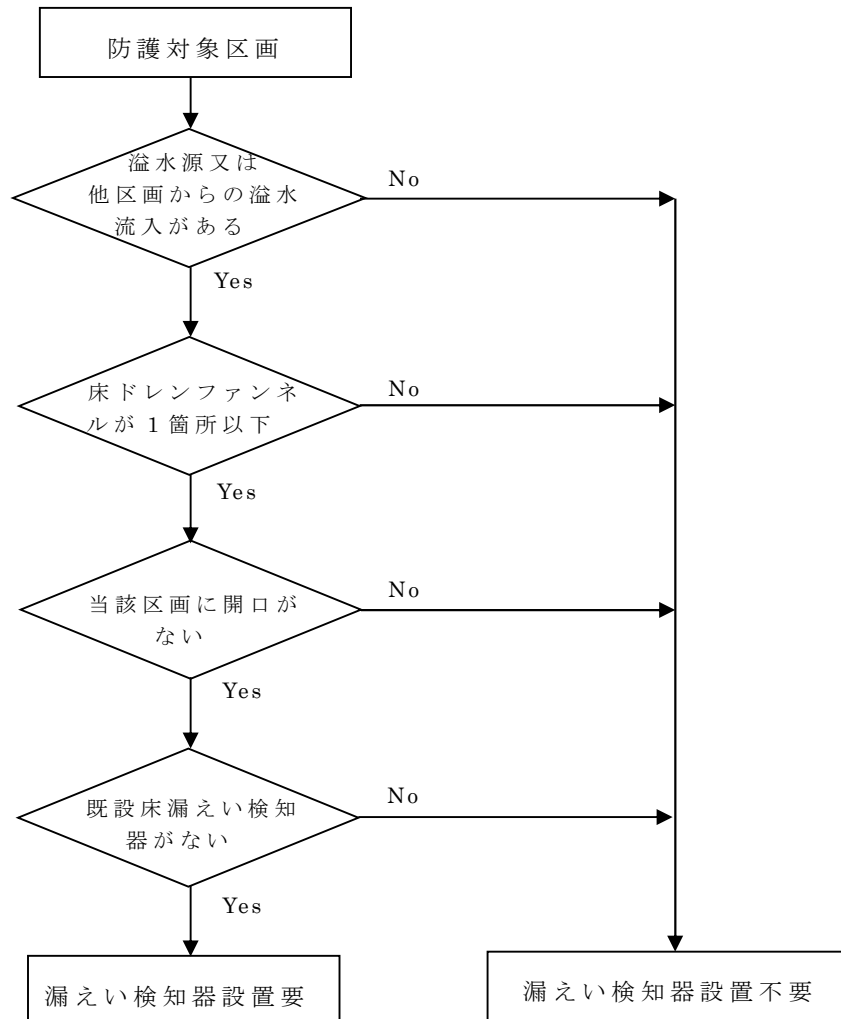 防護対象区画
溢水源又は
他区画からの溢水
流入がある
No
Yes
床ドレンファンネ
ルが1箇所以下
No
Yes
当該区画に開口が
ない
No
Yes
既設床漏えい検知
器がない
No
Yes
漏えい検知器設置要
漏えい検知器設置不要